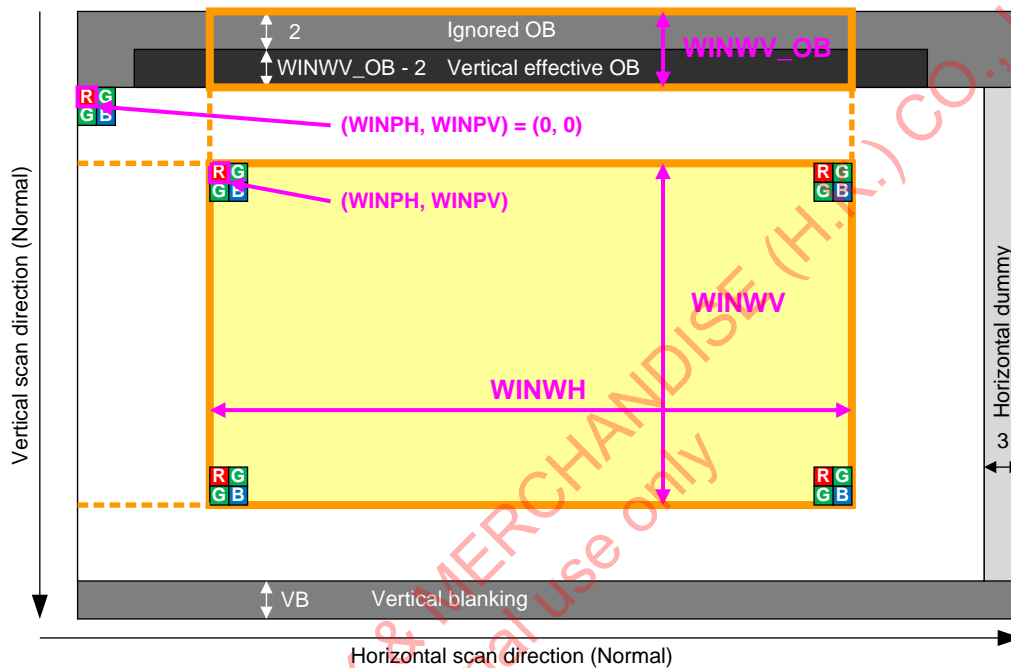 2 Ignored OB
WINWV_OB
WINWV_OB - 2 Vertical effective OB
R G
G B
(WINPH, WINPV) = (0, 0)
R G
G B
R G
G B
(WINPH, WINPV)
WINWV
WINWH
Vertical scan direction (Normal)
3 Horizontal dummy
R G
G B
R G
G B
VB Vertical blanking
Horizontal scan direction (Normal)
& MERCHANDISE (H.K.) CO.,
use only